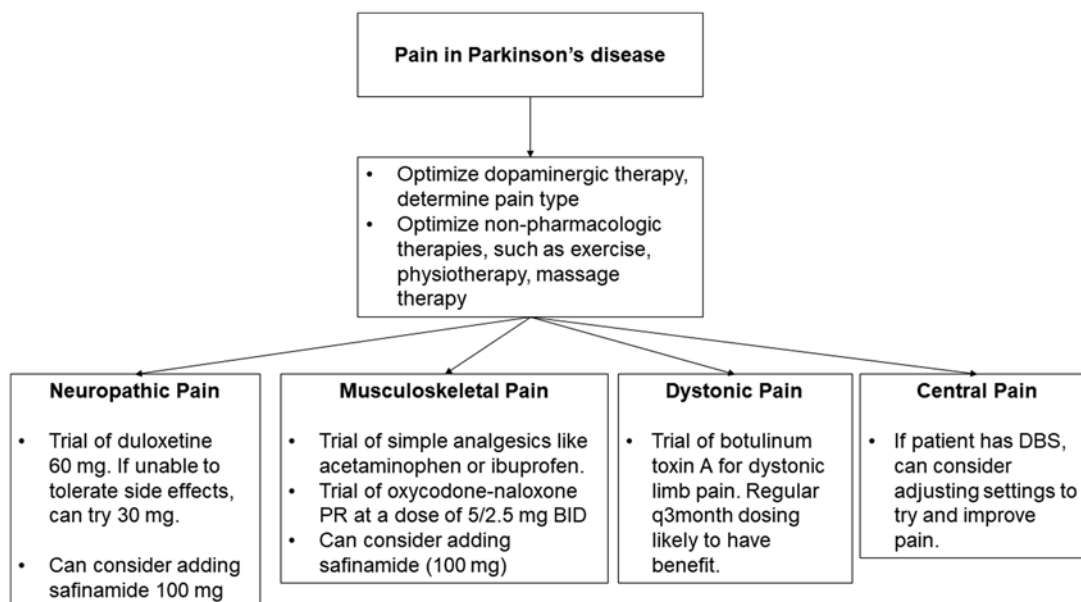 Pain in Parkinson's disease
• Optimize dopaminergic therapy,
determine pain type
• Optimize non-pharmacologic
therapies, such as exercise,
physiotherapy, massage
therapy
Neuropathic Pain
• Trial of duloxetine
60 mg. If unable to
tolerate side effects,
can try 30 mg.
• Can consider adding
safinamide 100 mg
Musculoskeletal Pain
• Trial of simple analgesics like
acetaminophen or ibuprofen.
• Trial of oxycodone-naloxone
PR at a dose of 5/2.5 mg BID
• Can consider adding
safinamide (100 mg)
Dystonic Pain
• Trial of botulinum
toxin A for dystonic
limb pain. Regular
q3month dosing
likely to have
benefit.
Central Pain
• If patient has DBS,
can consider
adjusting settings to
try and improve
pain.